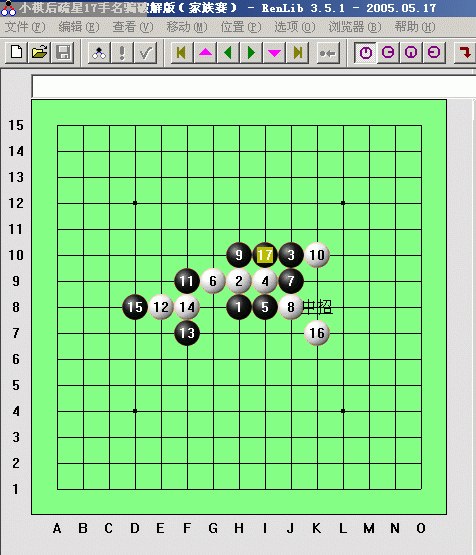 小棋后疏星17手名骗破解版(家族赛) - RenLib 3.5.1 - 2005.05.17
文件(F) 编辑(E) 查看(V) 移动(M) 位置(P) 选项(O) 浏览器(B) 帮助(H)
15
14
13
12
11
10 9 17 3 10
9 11 6 2 4 7
8 15 12 14 1 5 8 中招
7 13 16
6
5
4
3
2
1
A B C D E F G H I J K L M N O